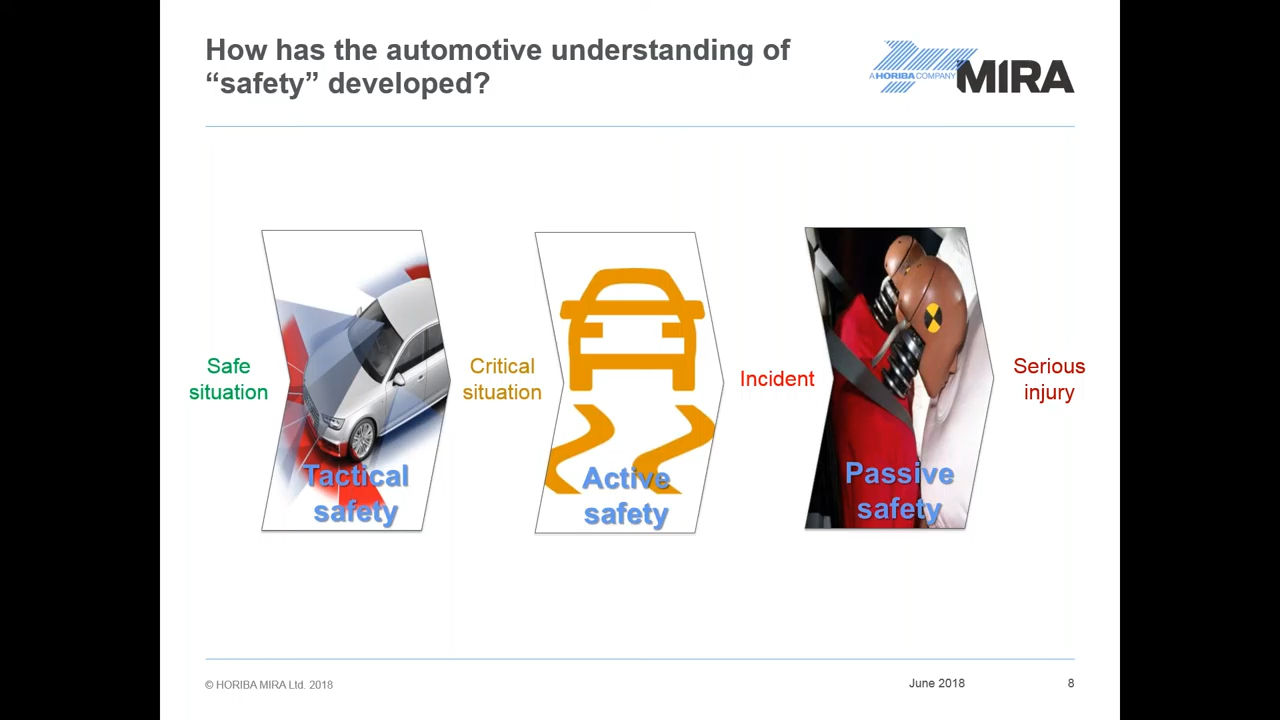 How has the automotive understanding of
“safety” developed?
A HORIBA COMPANY
MIRA
Safe
situation
Tactical
safety
Critical
situation
Active
safety
Incident
Passive
safety
Serious
injury
© HORIBA MIRA Ltd. 2018
June 2018
8